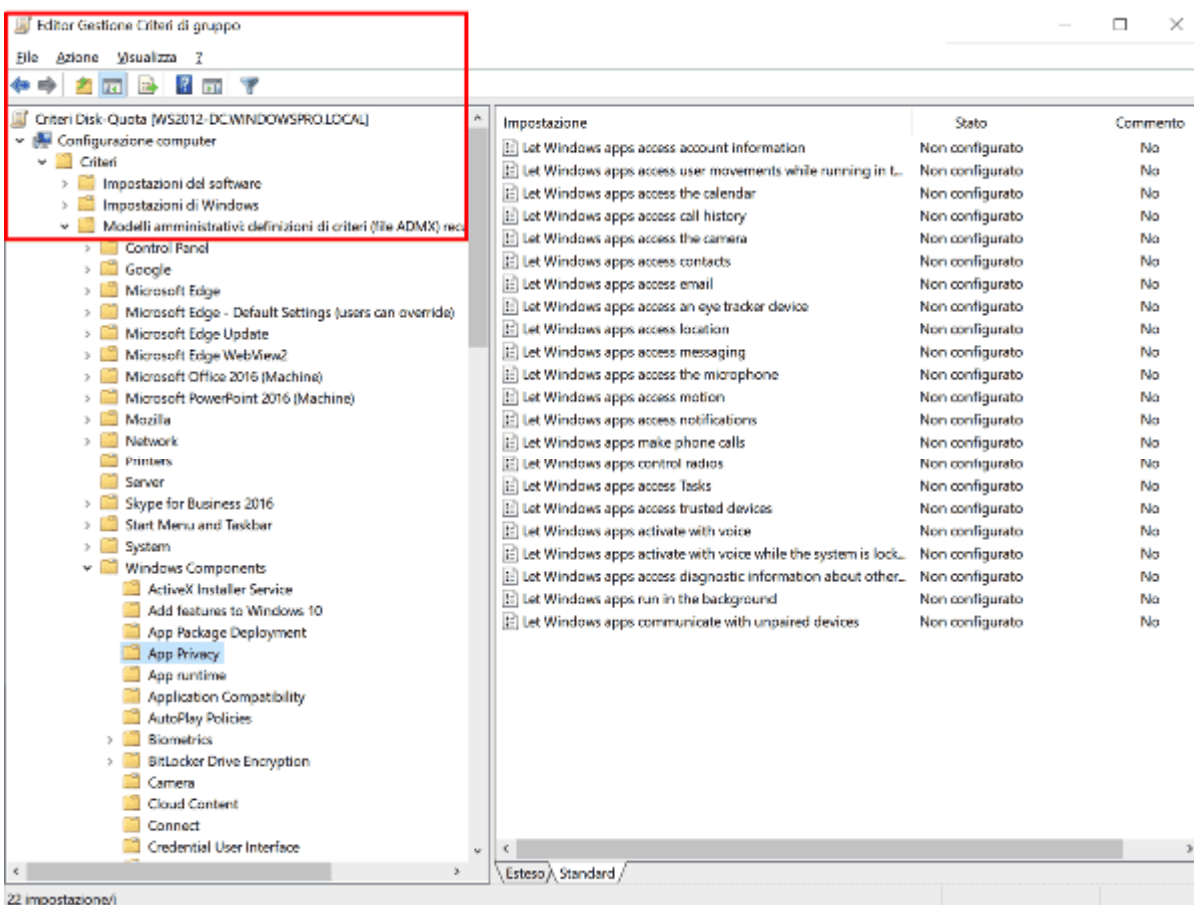 Editor Gestione Criteri di gruppo
File Azione Visualizza ?
Criteri Disk-Quota [WS2012-DC.WINDOWSPRO.LOCAL]
Configurazione computer
Criteri
Impostazioni del software
Impostazioni di Windows
Modelli amministrativi: definizioni di criteri (file ADMX) recu
Control Panel
Google
Microsoft Edge
Microsoft Edge - Default Settings (users can override)
Microsoft Edge Update
Microsoft Edge WebView2
Microsoft Office 2016 (Machine)
Microsoft PowerPoint 2016 (Machine)
Mozilla
Network
Printers
Server
Skype for Business 2016
Start Menu and Taskbar
System
Windows Components
ActiveX Installer Service
Add features to Windows 10
App Package Deployment
App Privacy
App runtime
Application Compatibility
AutoPlay Policies
Biometrics
BitLocker Drive Encryption
Camera
Cloud Content
Connect
Credential User Interface
Impostazione Stato Commento
Let Windows apps access account information Non configurato No
Let Windows apps access user movements while running in t... Non configurato No
Let Windows apps access the calendar Non configurato No
Let Windows apps access call history Non configurato No
Let Windows apps access the camera Non configurato No
Let Windows apps access contacts Non configurato No
Let Windows apps access email Non configurato No
Let Windows apps access an eye tracker device Non configurato No
Let Windows apps access location Non configurato No
Let Windows apps access messaging Non configurato No
Let Windows apps access the microphone Non configurato No
Let Windows apps access motion Non configurato No
Let Windows apps access notifications Non configurato No
Let Windows apps make phone calls Non configurato No
Let Windows apps control radios Non configurato No
Let Windows apps access Tasks Non configurato No
Let Windows apps access trusted devices Non configurato No
Let Windows apps activate with voice Non configurato No
Let Windows apps activate with voice while the system is lock... Non configurato No
Let Windows apps access diagnostic information about other... Non configurato No
Let Windows apps run in the background Non configurato No
Let Windows apps communicate with unpaired devices Non configurato No
Esteso Standard
22 impostazione/i